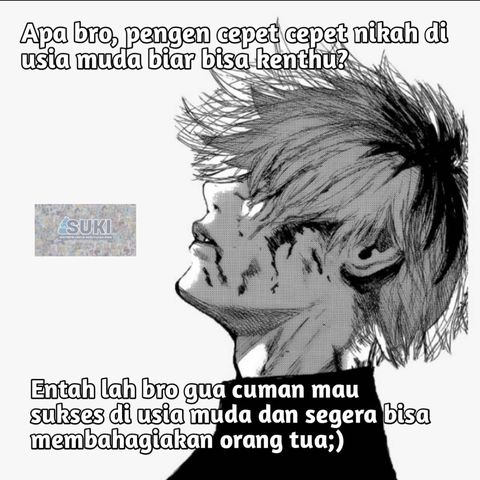 Apa bro, pengen cepet cepet nikah di
usia muda biar bisa kenthu?
SUKI
Entah lah bro gua cuman mau
sukses di usia muda dan segera bisa
membahagiakan orang tua;)